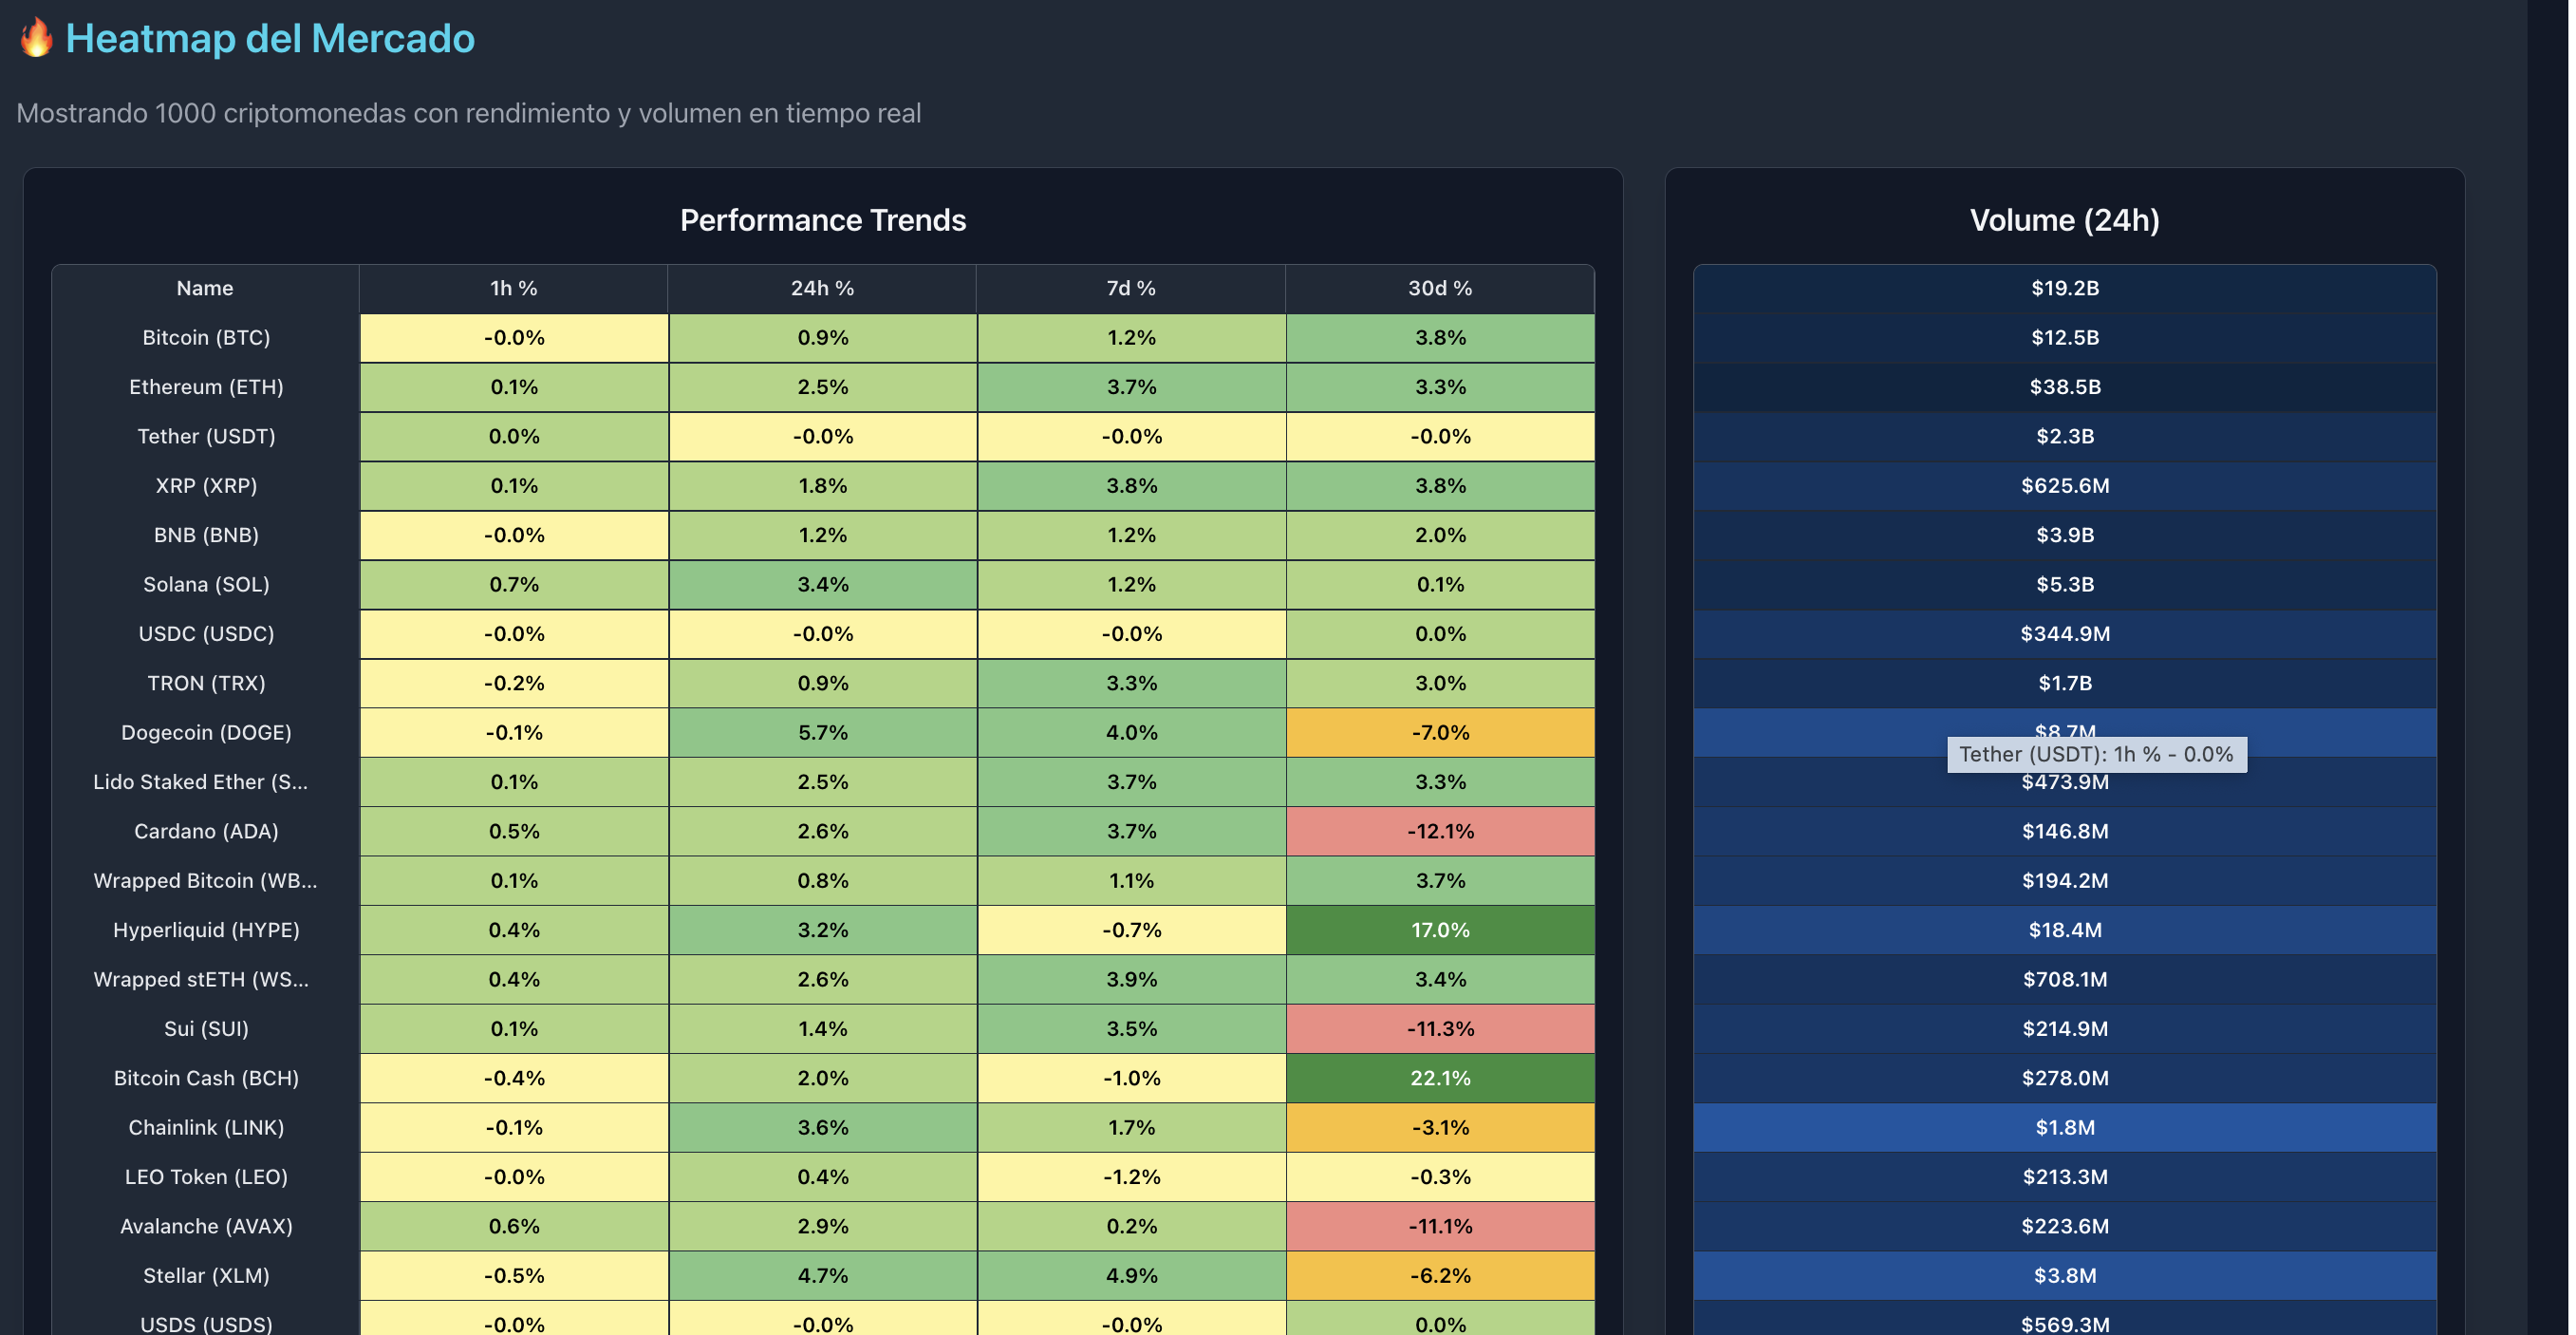 🔥 Heatmap del Mercado
Mostrando 1000 criptomonedas con rendimiento y volumen en tiempo real
Performance Trends
Volume (24h)
Name 1h % 24h % 7d % 30d % $19.2B
Bitcoin (BTC) -0.0% 0.9% 1.2% 3.8% $12.5B
Ethereum (ETH) 0.1% 2.5% 3.7% 3.3% $38.5B
Tether (USDT) 0.0% -0.0% -0.0% -0.0% $2.3B
XRP (XRP) 0.1% 1.8% 3.8% 3.8% $625.6M
BNB (BNB) -0.0% 1.2% 1.2% 2.0% $3.9B
Solana (SOL) 0.7% 3.4% 1.2% 0.1% $5.3B
USDC (USDC) -0.0% -0.0% -0.0% 0.0% $344.9M
TRON (TRX) -0.2% 0.9% 3.3% 3.0% $1.7B
Dogecoin (DOGE) -0.1% 5.7% 4.0% -7.0% $8.7M
Tether (USDT): 1h % - 0.0%
Lido Staked Ether (S... 0.1% 2.5% 3.7% 3.3% $473.9M
Cardano (ADA) 0.5% 2.6% 3.7% -12.1% $146.8M
Wrapped Bitcoin (WB... 0.1% 0.8% 1.1% 3.7% $194.2M
Hyperliquid (HYPE) 0.4% 3.2% -0.7% 17.0% $18.4M
Wrapped stETH (WS... 0.4% 2.6% 3.9% 3.4% $708.1M
Sui (SUI) 0.1% 1.4% 3.5% -11.3% $214.9M
Bitcoin Cash (BCH) -0.4% 2.0% -1.0% 22.1% $278.0M
Chainlink (LINK) -0.1% 3.6% 1.7% -3.1% $1.8M
LEO Token (LEO) -0.0% 0.4% -1.2% -0.3% $213.3M
Avalanche (AVAX) 0.6% 2.9% 0.2% -11.1% $223.6M
Stellar (XLM) -0.5% 4.7% 4.9% -6.2% $3.8M
USDS (USDS) -0.0% -0.0% -0.0% 0.0% $569.3M